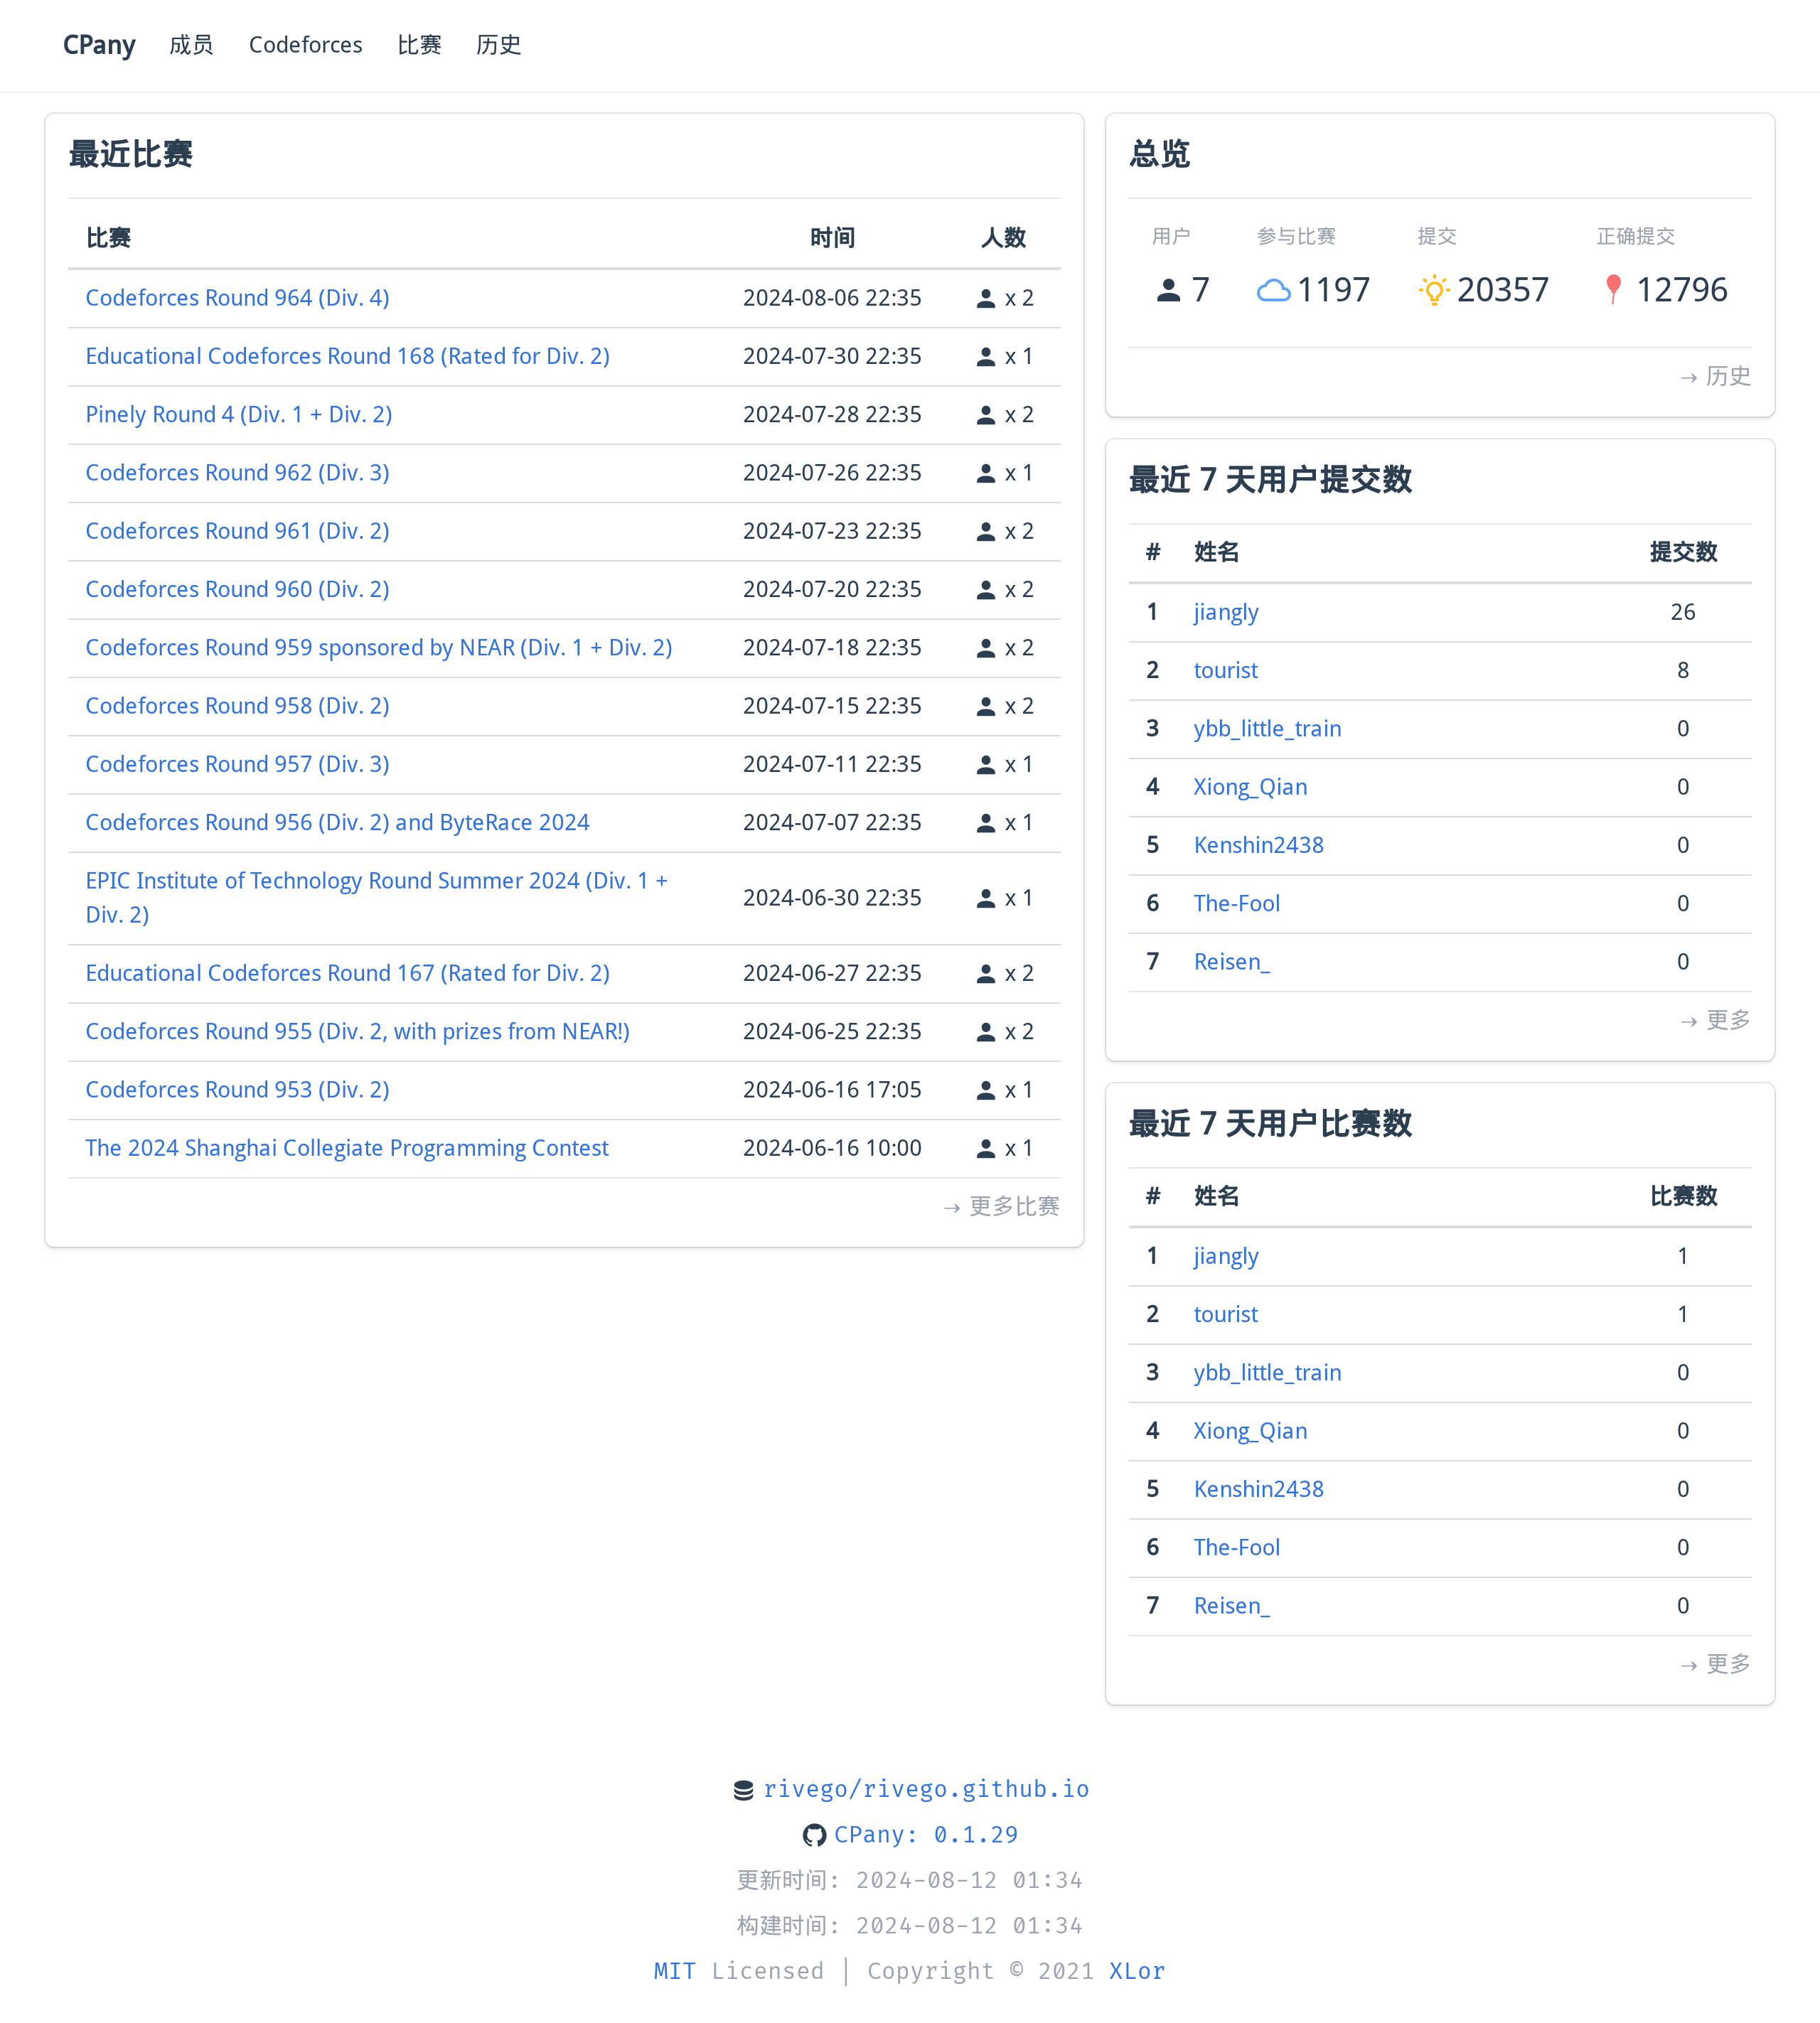 CPany 成员 Codeforces 比赛 历史
最近比赛
比赛 时间 人数
Codeforces Round 964 (Div. 4) 2024-08-06 22:35 x 2
Educational Codeforces Round 168 (Rated for Div. 2) 2024-07-30 22:35 x 1
Pinely Round 4 (Div. 1 + Div. 2) 2024-07-28 22:35 x 2
Codeforces Round 962 (Div. 3) 2024-07-26 22:35 x 1
Codeforces Round 961 (Div. 2) 2024-07-23 22:35 x 2
Codeforces Round 960 (Div. 2) 2024-07-20 22:35 x 2
Codeforces Round 959 sponsored by NEAR (Div. 1 + Div. 2) 2024-07-18 22:35 x 2
Codeforces Round 958 (Div. 2) 2024-07-15 22:35 x 2
Codeforces Round 957 (Div. 3) 2024-07-11 22:35 x 1
Codeforces Round 956 (Div. 2) and ByteRace 2024 2024-07-07 22:35 x 1
EPIC Institute of Technology Round Summer 2024 (Div. 1 +
Div. 2) 2024-06-30 22:35 x 1
Educational Codeforces Round 167 (Rated for Div. 2) 2024-06-27 22:35 x 2
Codeforces Round 955 (Div. 2, with prizes from NEAR!) 2024-06-25 22:35 x 2
Codeforces Round 953 (Div. 2) 2024-06-16 17:05 x 1
The 2024 Shanghai Collegiate Programming Contest 2024-06-16 10:00 x 1
→ 更多比赛
总览
用户 参与比赛 提交 正确提交
7 1197 20357 12796
→ 历史
最近 7 天用户提交数
# 姓名 提交数
1 jiangly 26
2 tourist 8
3 ybb_little_train 0
4 Xiong_Qian 0
5 Kenshin2438 0
6 The-Fool 0
7 Reisen_ 0
→ 更多
最近 7 天用户比赛数
# 姓名 比赛数
1 jiangly 1
2 tourist 1
3 ybb_little_train 0
4 Xiong_Qian 0
5 Kenshin2438 0
6 The-Fool 0
7 Reisen_ 0
→ 更多
rivego/rivego.github.io
CPany: 0.1.29
更新时间: 2024-08-12 01:34
构建时间: 2024-08-12 01:34
MIT Licensed | Copyright © 2021 XLor